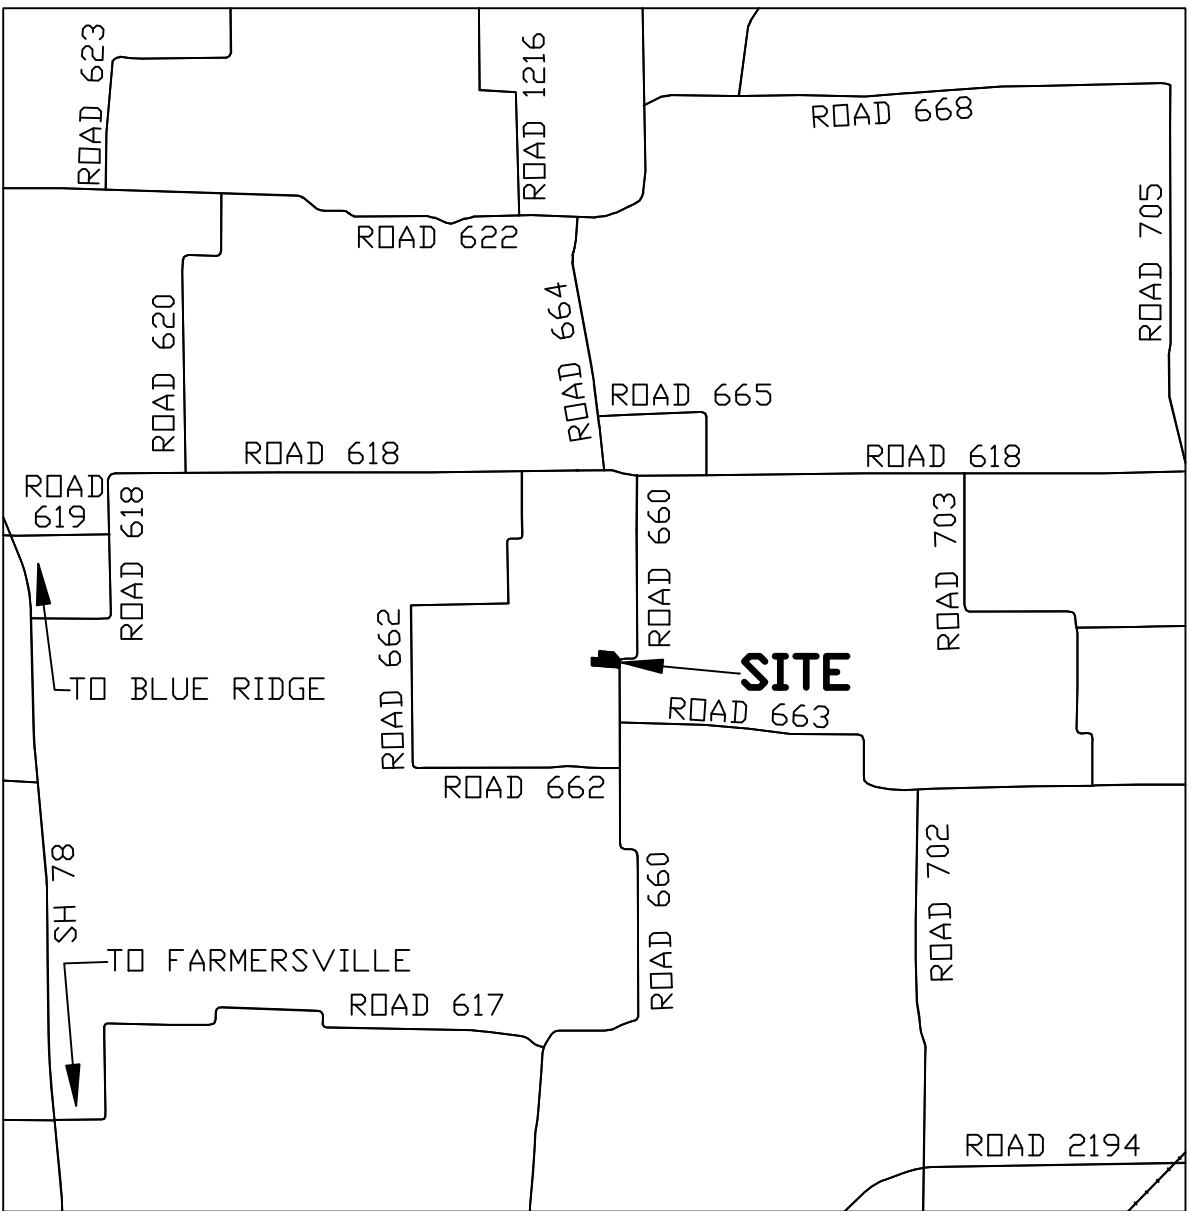 ROAD 623
ROAD 1216
ROAD 668
ROAD 705
ROAD 622
ROAD 620
ROAD 664
ROAD 665
ROAD 618
ROAD 618
ROAD
619
ROAD 618
ROAD 660
ROAD 703
ROAD 662
SITE
TO BLUE RIDGE
ROAD 663
ROAD 662
SH 78
ROAD 660
ROAD 702
TO FARMERSVILLE
ROAD 617
ROAD 2194